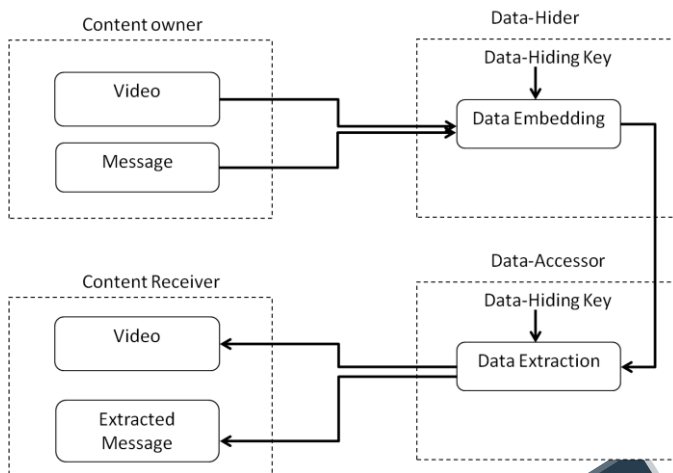 Content owner
Video
Message
Data-Hider
Data-Hiding Key
Data Embedding
Content Receiver
Video
Extracted
Message
Data-Accessor
Data-Hiding Key
Data Extraction